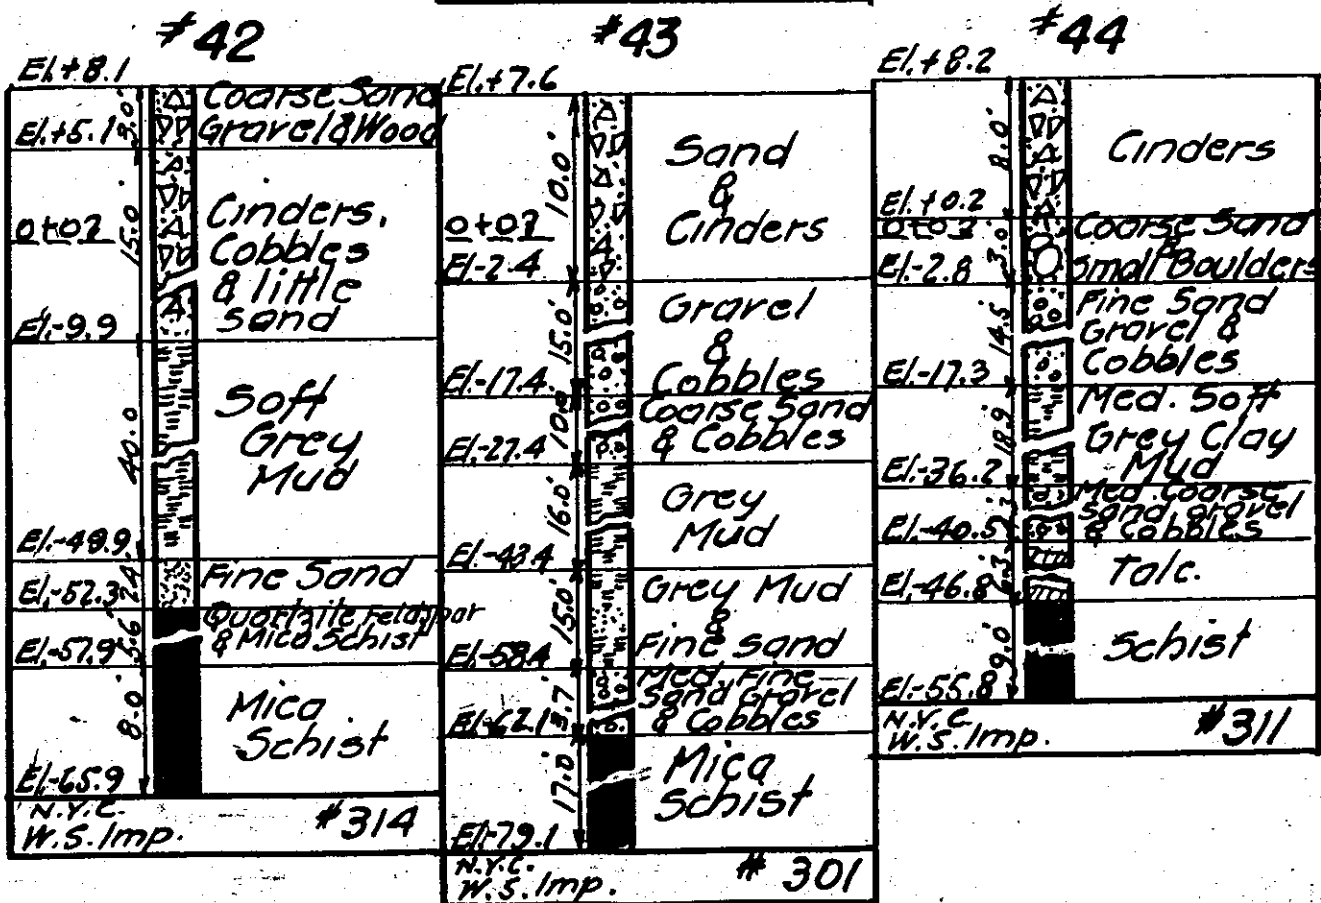 #42
El.+8.1
3.0'
Coarse Sand
Gravel & Wood
El.+5.1
15.0'
Cinders,
Cobbles
& little
Sand
El.-9.9
40.0
Soft
Grey
Mud
El.-49.9
2.4'
Fine Sand
El.-52.3
5.6'
Quartzite Feldspar
& Mica Schist
El.-57.9
8.0'
Mica
Schist
El.-65.9
N.Y.C.
W.S. Imp.
#314
#43
El.+7.6
10.0'
Sand
&
Cinders
El.-2.4
15.0'
Gravel
&
Cobbles
El.-17.4
10.0'
Coarse Sand
& Cobbles
El.-27.4
16.0'
Grey
Mud
El.-43.4
15.0'
Grey Mud
&
Fine sand
El.-58.4
3.7'
Med. Fine
Sand Gravel
& Cobbles
El.-62.1
17.0'
Mica
Schist
El.-79.1
N.Y.C.
W.S. Imp.
# 301
#44
El.+8.2
8.0'
Cinders
El.+0.2
3.0'
Coarse Sand
&
Small Boulders
El.-2.8
14.5'
Fine Sand
Gravel &
Cobbles
El.-17.3
18.9'
Med. Soft
Grey Clay
Mud
El.-36.2
Med. Coarse
sand, gravel
& cobbles
El.-40.5
6.3'
Talc.
El.-46.8
9.0'
Schist
El.-55.8
N.Y.C.
W.S. Imp.
#311